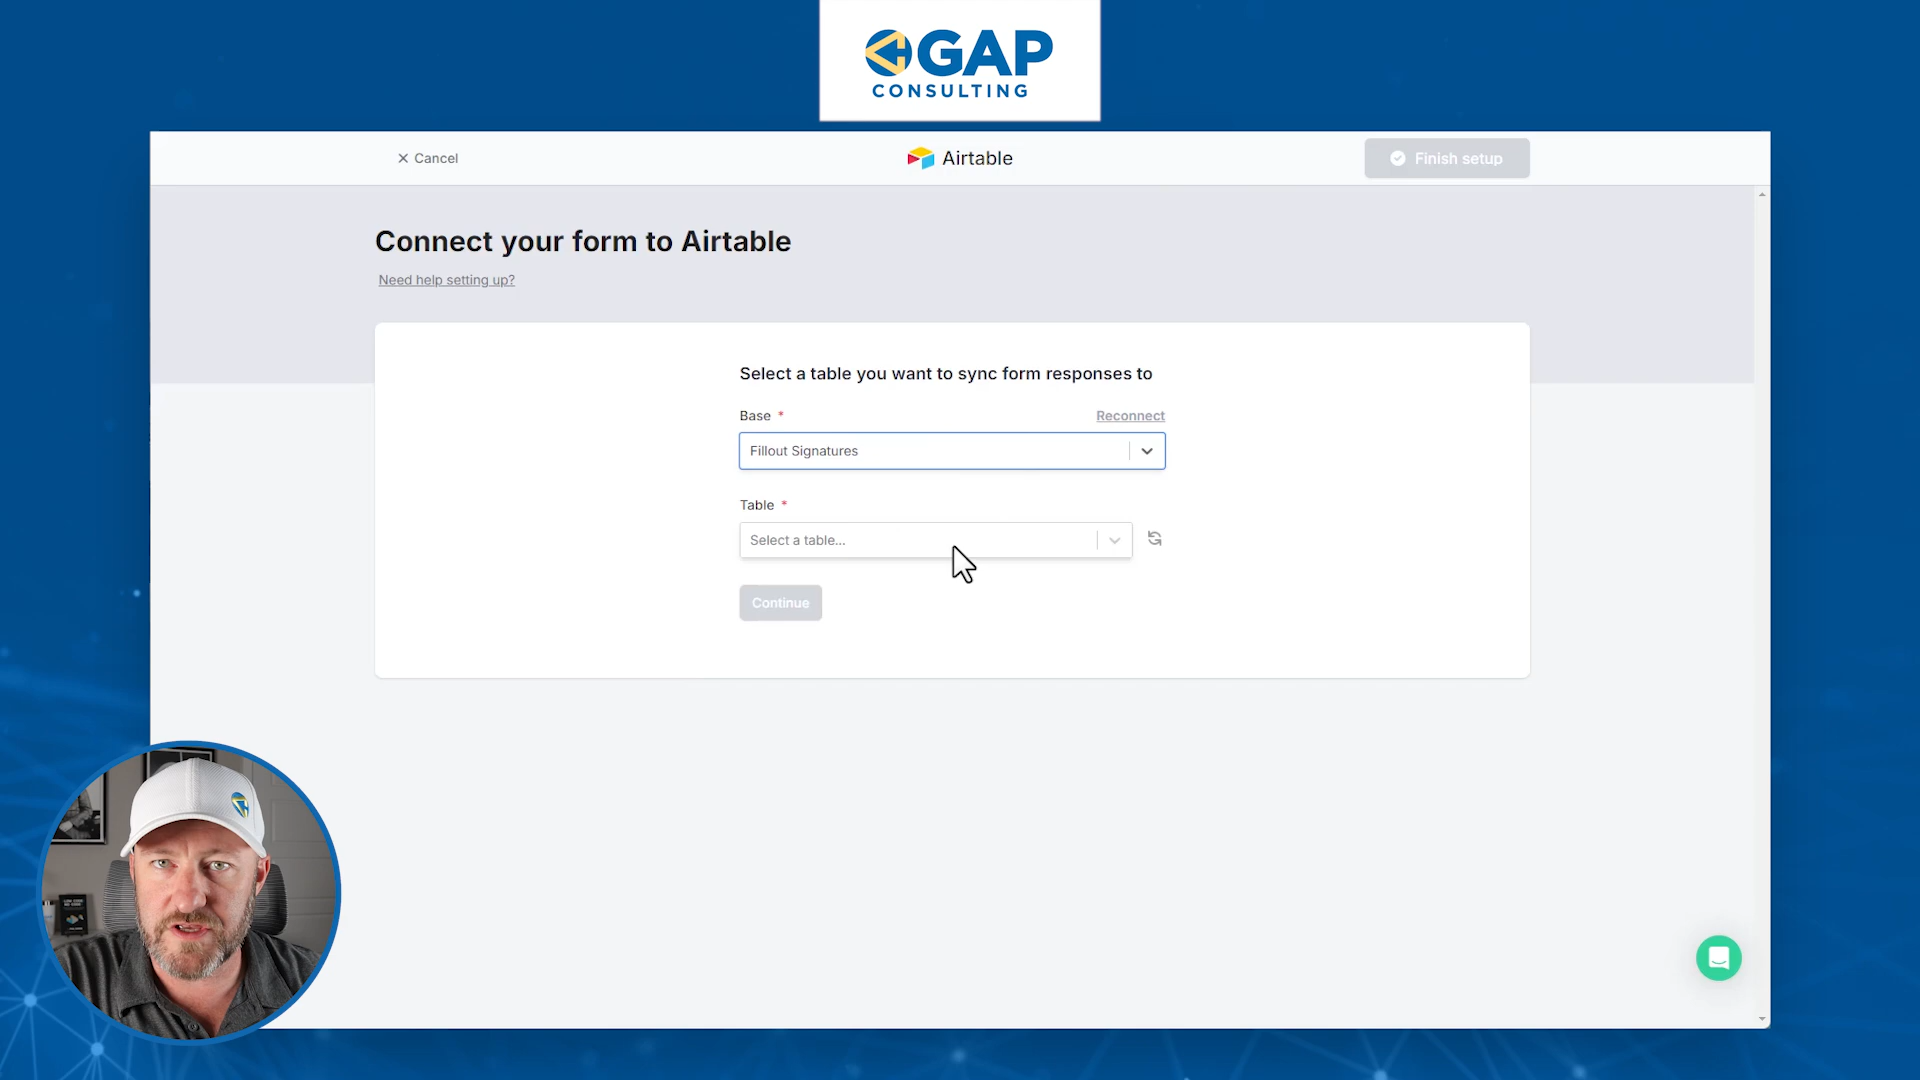 GAP
CONSULTING
Cancel
Airtable
Finish setup
Connect your form to Airtable
Need help setting up?
Select a table you want to sync form responses to
Base *
Reconnect
Fillout Signatures
Table *
Select a table...
Continue